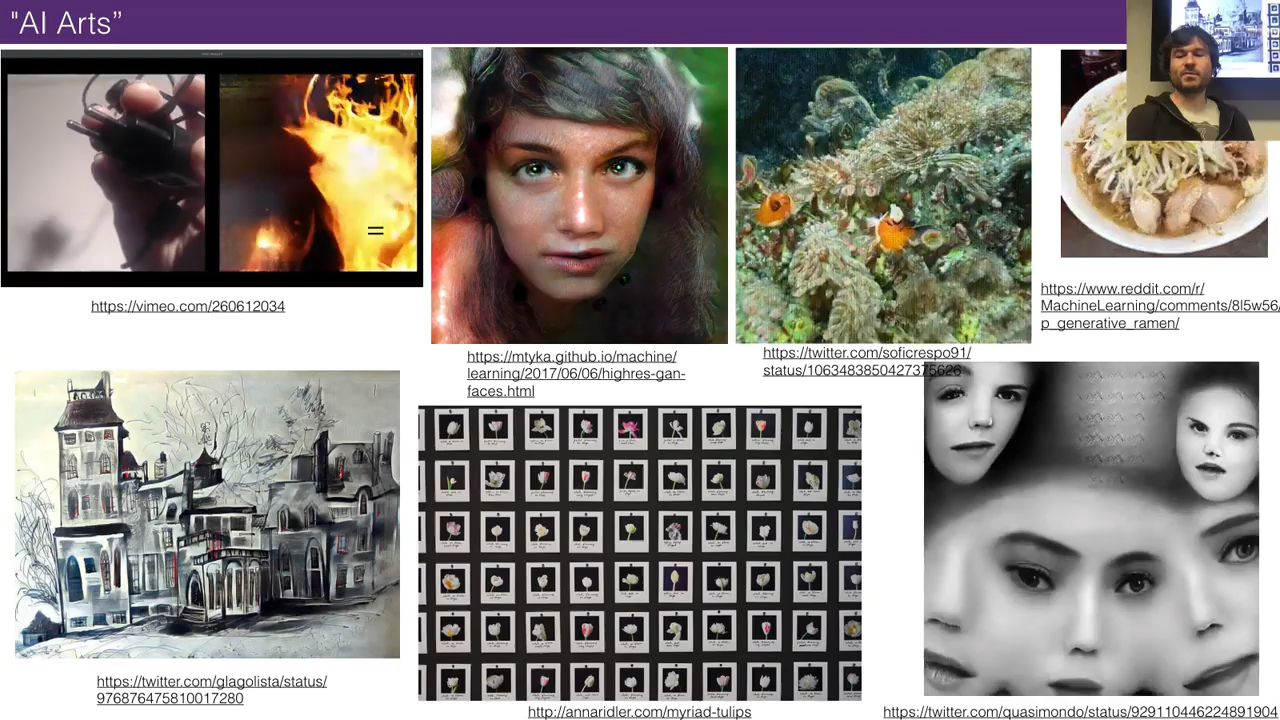 "AI Arts”
https://vimeo.com/260612034
https://mtyka.github.io/machine/
learning/2017/06/06/highres-gan-
faces.html
https://twitter.com/soficrespo91/
status/1063483850427375626
https://www.reddit.com/r/
MachineLearning/comments/8l5w56/
p_generative_ramen/
https://twitter.com/glagolista/status/
976876475810017280
http://annaridler.com/myriad-tulips
https://twitter.com/quasimondo/status/929110446224891904